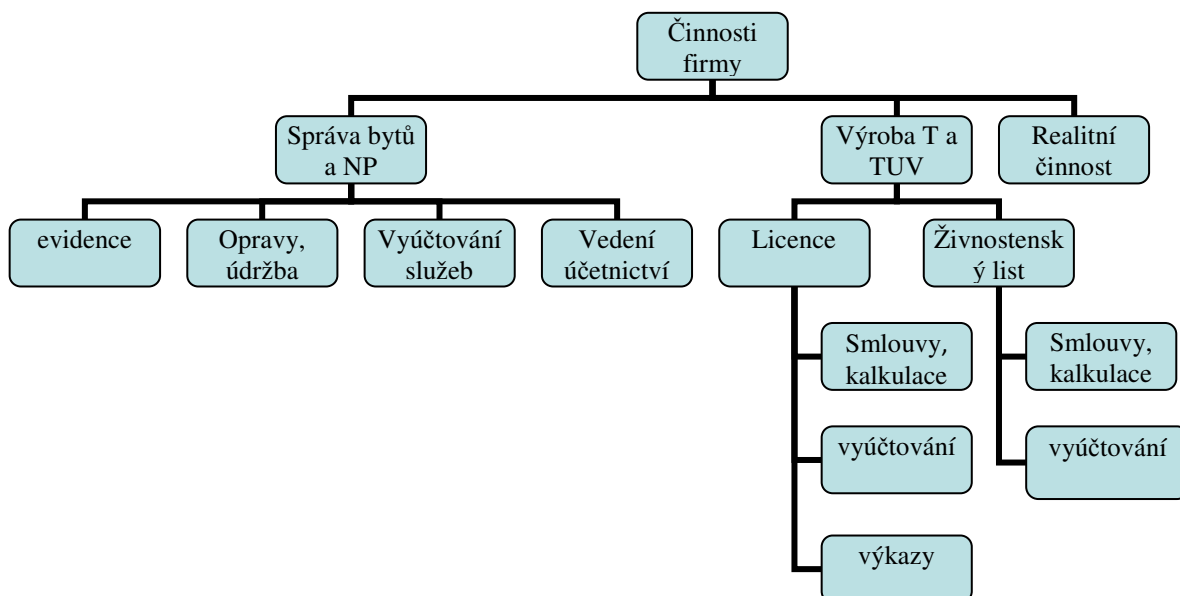 Činnosti
firmy
Správa bytů
a NP
Výroba T a
TUV
Realitní
činnost
evidence
Opravy,
údržba
Vyúčtování
služeb
Vedení
účetnictví
Licence
Živnostensk
ý list
Smlouvy,
kalkulace
Smlouvy,
kalkulace
vyúčtování
vyúčtování
výkazy